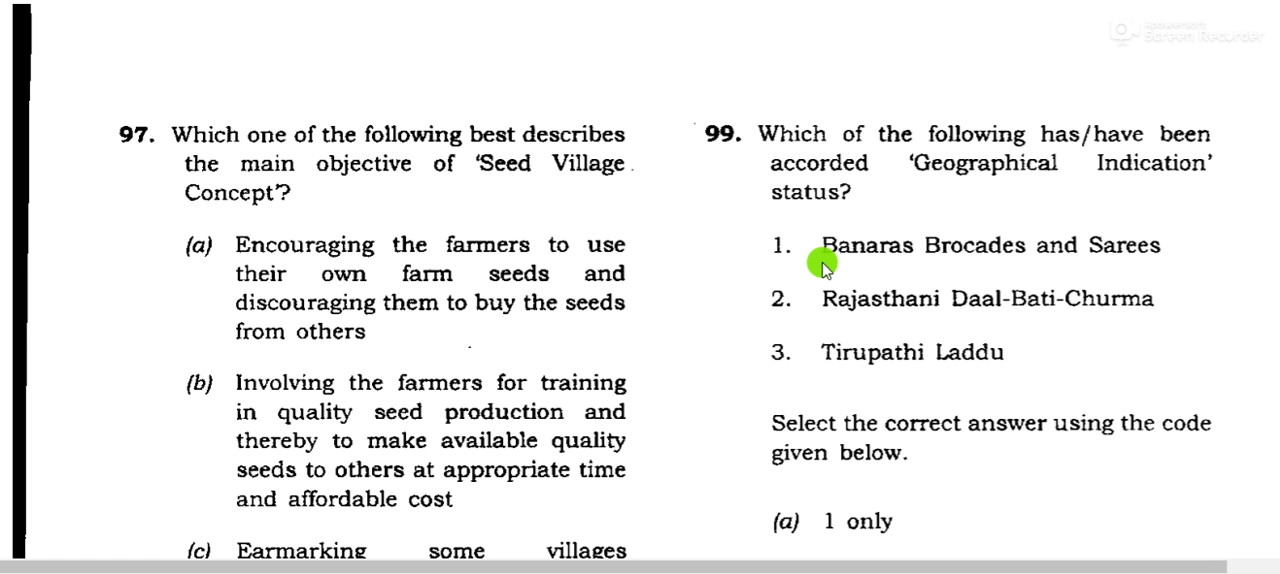 Apowersoft
Screen Recorder
97. Which one of the following best describes
the main objective of ‘Seed Village
Concept’?
(a) Encouraging the farmers to use
their own farm seeds and
discouraging them to buy the seeds
from others
(b) Involving the farmers for training
in quality seed production and
thereby to make available quality
seeds to others at appropriate time
and affordable cost
(c) Earmarking some villages
99. Which of the following has/have been
accorded ‘Geographical Indication’
status?
1. Banaras Brocades and Sarees
2. Rajasthani Daal-Bati-Churma
3. Tirupathi Laddu
Select the correct answer using the code
given below.
(a) 1 only